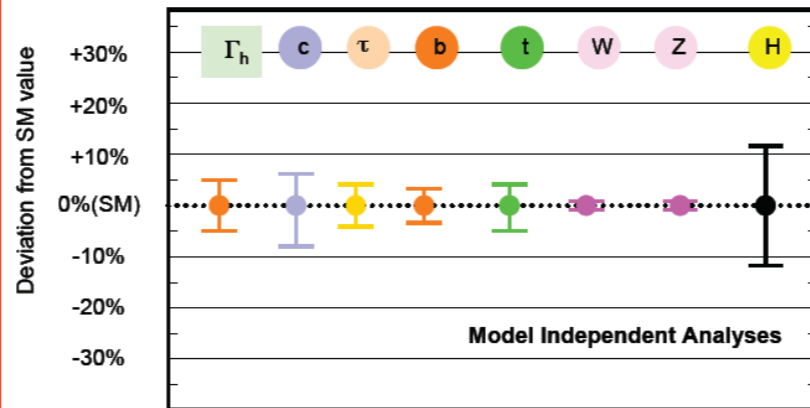 Deviation from SM value
+30%
+20%
+10%
0%(SM)
-10%
-20%
-30%
Γh c τ b t W Z H
Model Independent Analyses